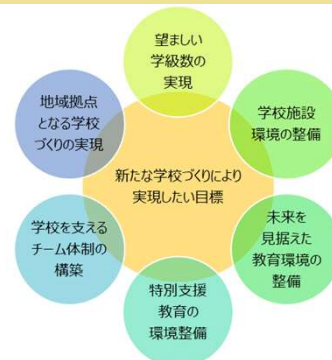 望ましい
学級数の
実現
学校施設
環境の整備
未来を
見据えた
教育環境の
整備
特別支援
教育の
環境整備
学校を支える
チーム体制の
構築
地域拠点
となる学校
づくりの実現
新たな学校づくりにより
実現したい目標